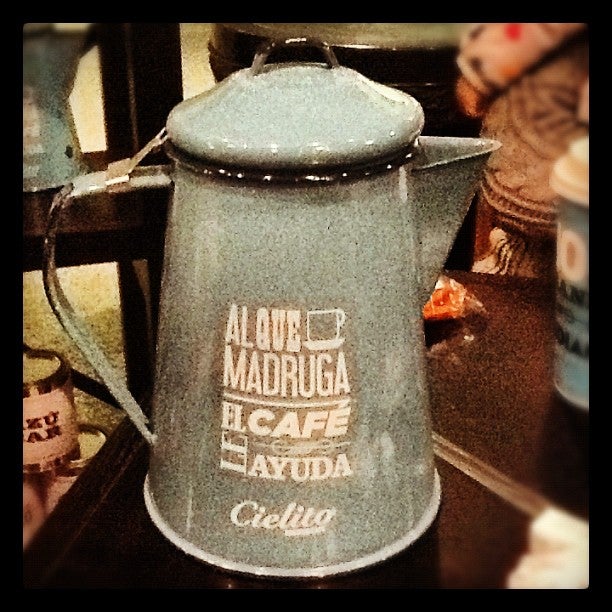 AL QUE
MADRUGA
EL CAFÉ
LE AYUDA
Cielito